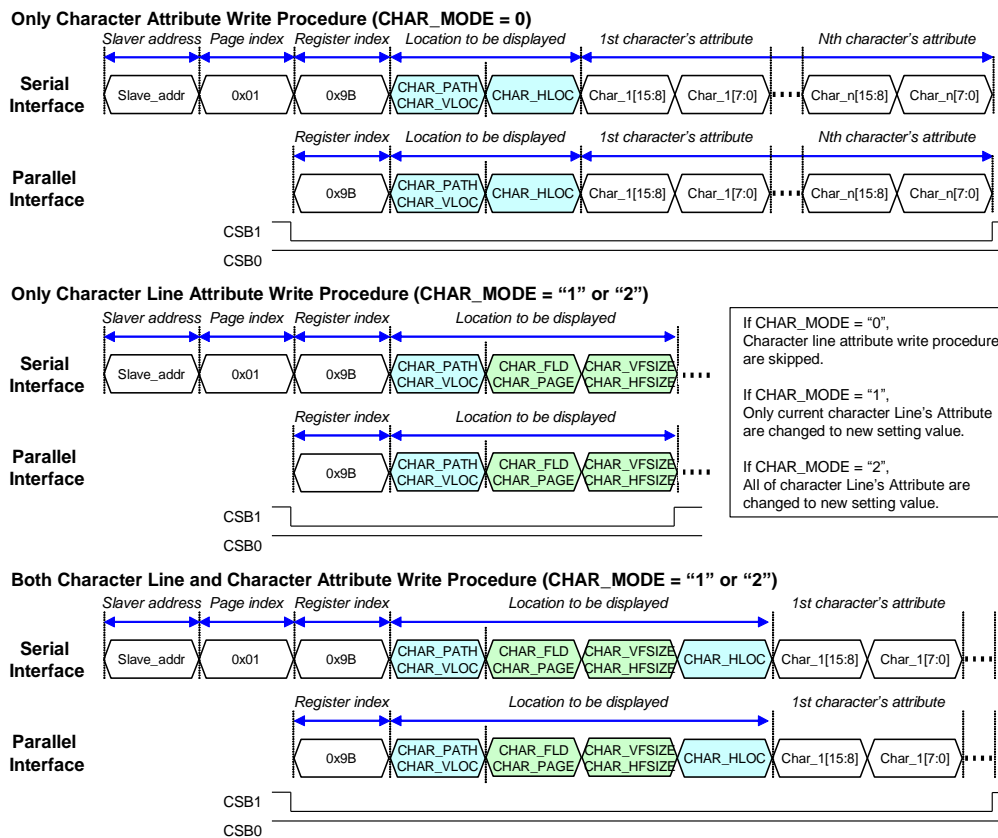 Only Character Attribute Write Procedure (CHAR_MODE = 0)
Slaver address Page index Register index Location to be displayed 1st character's attribute Nth character's attribute
Serial Interface
Slave_addr 0x01 0x9B CHAR_PATH CHAR_VLOC CHAR_HLOC Char_1[15:8] Char_1[7:0] Char_n[15:8] Char_n[7:0]
Register index Location to be displayed 1st character's attribute Nth character's attribute
Parallel Interface
0x9B CHAR_PATH CHAR_VLOC CHAR_HLOC Char_1[15:8] Char_1[7:0] Char_n[15:8] Char_n[7:0]
CSB1
CSB0
Only Character Line Attribute Write Procedure (CHAR_MODE = “1” or “2”)
Slaver address Page index Register index Location to be displayed
Serial Interface
Slave_addr 0x01 0x9B CHAR_PATH CHAR_VLOC CHAR_FLD CHAR_PAGE CHAR_VFSIZE CHAR_HFSIZE
Register index Location to be displayed
Parallel Interface
0x9B CHAR_PATH CHAR_VLOC CHAR_FLD CHAR_PAGE CHAR_VFSIZE CHAR_HFSIZE
CSB1
CSB0
If CHAR_MODE = “0”,
Character line attribute write procedure
are skipped.
If CHAR_MODE = “1”,
Only current character Line's Attribute
are changed to new setting value.
If CHAR_MODE = “2”,
All of character Line's Attribute are
changed to new setting value.
Both Character Line and Character Attribute Write Procedure (CHAR_MODE = “1” or “2”)
Slaver address Page index Register index Location to be displayed 1st character's attribute
Serial Interface
Slave_addr 0x01 0x9B CHAR_PATH CHAR_VLOC CHAR_FLD CHAR_PAGE CHAR_VFSIZE CHAR_HFSIZE CHAR_HLOC Char_1[15:8] Char_1[7:0]
Register index Location to be displayed 1st character's attribute
Parallel Interface
0x9B CHAR_PATH CHAR_VLOC CHAR_FLD CHAR_PAGE CHAR_VFSIZE CHAR_HFSIZE CHAR_HLOC Char_1[15:8] Char_1[7:0]
CSB1
CSB0